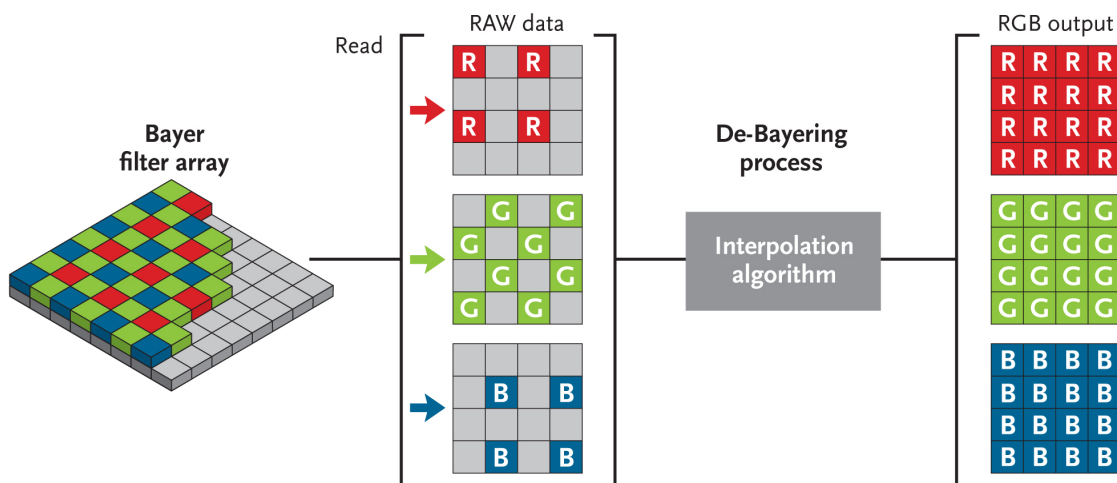 RAW data
RGB output
Read
R R
R R
Bayer
filter array
G G
G G
G G
G G
B B
B B
De-Bayering
process
Interpolation
algorithm
R R R R
R R R R
R R R R
R R R R
G G G G
G G G G
G G G G
G G G G
B B B B
B B B B
B B B B
B B B B